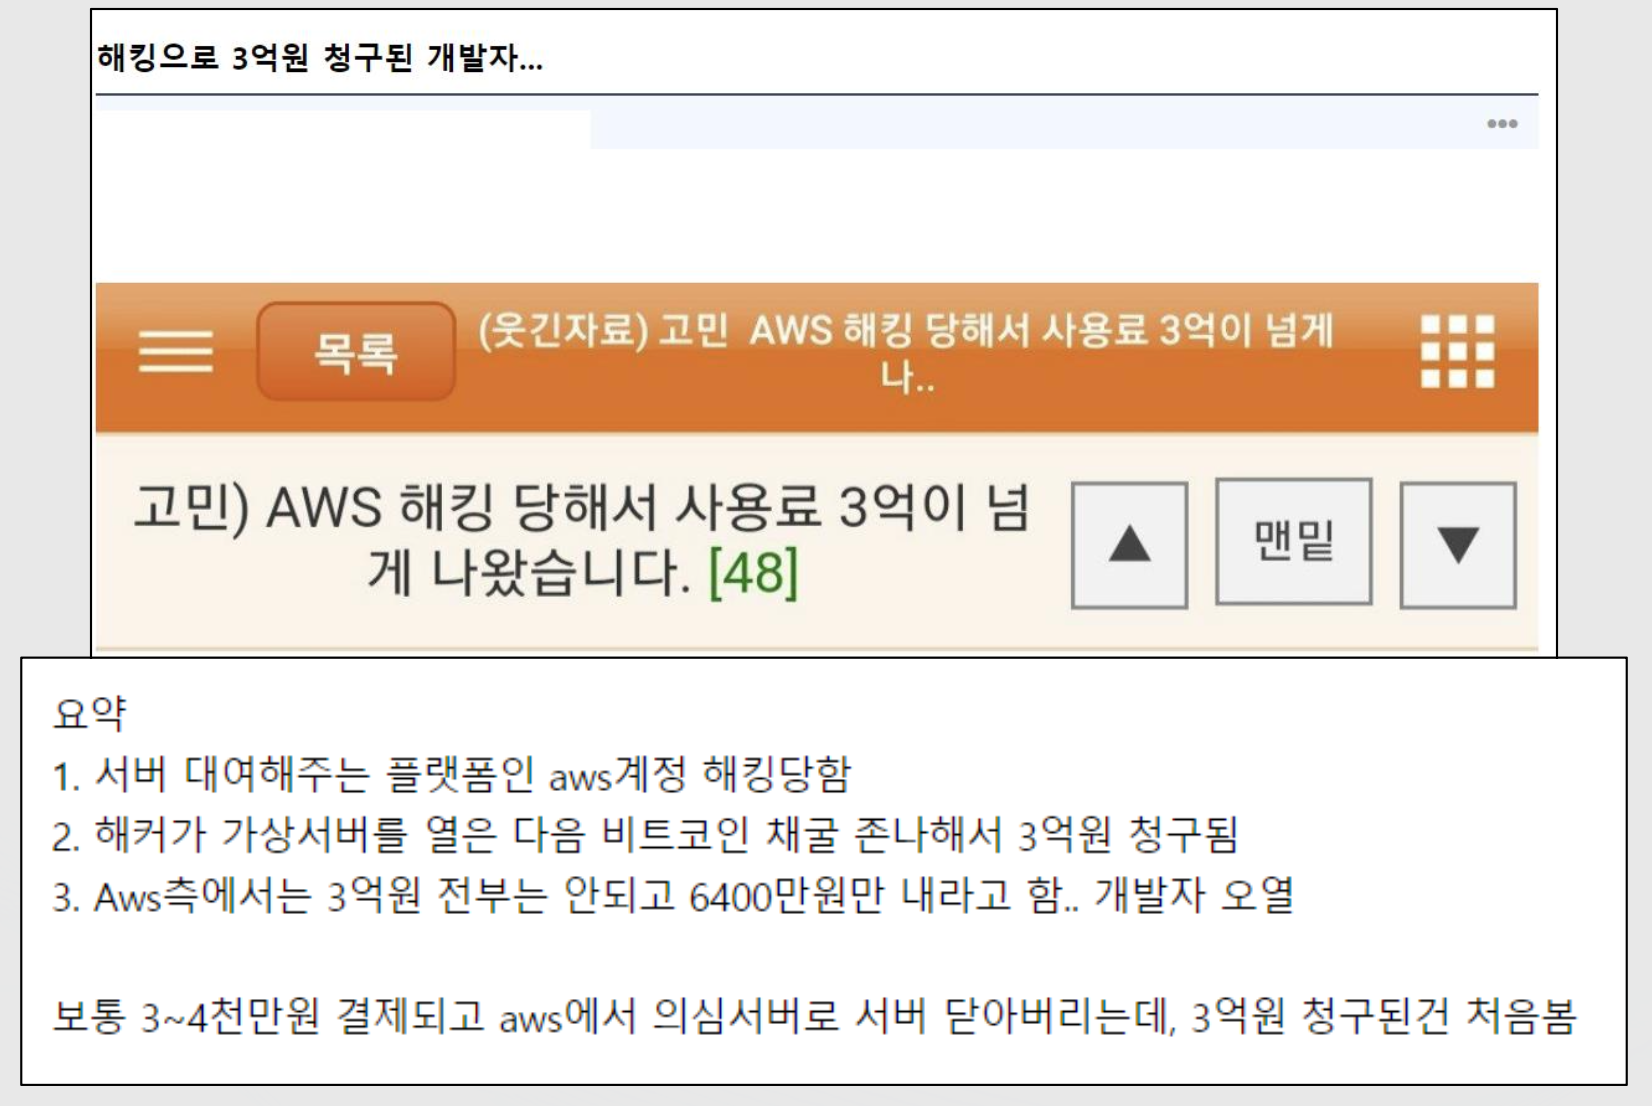 해킹으로 3억원 청구된 개발자...
목록
(웃긴자료) 고민 AWS 해킹 당해서 사용료 3억이 넘게
나..
고민) AWS 해킹 당해서 사용료 3억이 넘
게 나왔습니다. [48]
맨밑
요약
1. 서버 대여해주는 플랫폼인 aws계정 해킹당함
2. 해커가 가상서버를 열은 다음 비트코인 채굴 존나해서 3억원 청구됨
3. Aws측에서는 3억원 전부는 안되고 6400만원만 내라고 함.. 개발자 오열
보통 3~4천만원 결제되고 aws에서 의심서버로 서버 닫아버리는데, 3억원 청구된건 처음봄